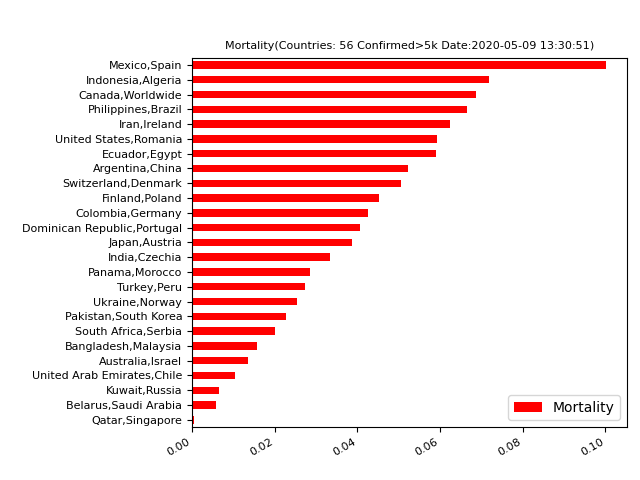 Mortality(Countries: 56 Confirmed>5k Date:2020-05-09 13:30:51)
Mexico,Spain
Indonesia,Algeria
Canada,Worldwide
Philippines,Brazil
Iran,Ireland
United States,Romania
Ecuador,Egypt
Argentina,China
Switzerland,Denmark
Finland,Poland
Colombia,Germany
Dominican Republic,Portugal
Japan,Austria
India,Czechia
Panama,Morocco
Turkey,Peru
Ukraine,Norway
Pakistan,South Korea
South Africa,Serbia
Bangladesh,Malaysia
Australia,Israel
United Arab Emirates,Chile
Kuwait,Russia
Belarus,Saudi Arabia
Qatar,Singapore
Mortality
0.00
0.02
0.04
0.06
0.08
0.10